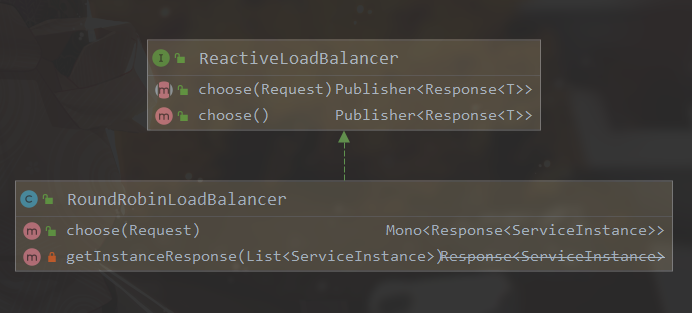 I ReactiveLoadBalancer
m choose(Request) Publisher<Response<T>>
m choose() Publisher<Response<T>>
C RoundRobinLoadBalancer
m choose(Request) Mono<Response<ServiceInstance>>
m getInstanceResponse(List<ServiceInstance>) Response<ServiceInstance>